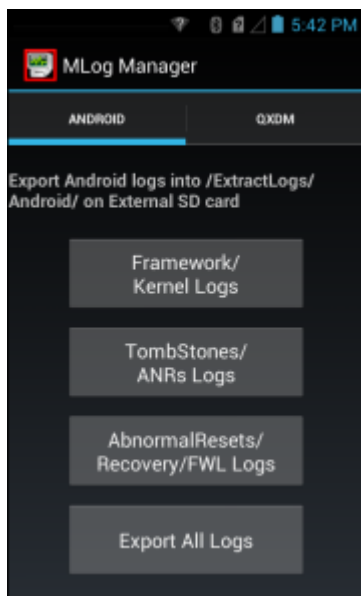 5:42 PM
MLog Manager
ANDROID QXDM
Export Android logs into /ExtractLogs/
Android/ on External SD card
Framework/
Kernel Logs
TombStones/
ANRs Logs
AbnormalResets/
Recovery/FWL Logs
Export All Logs